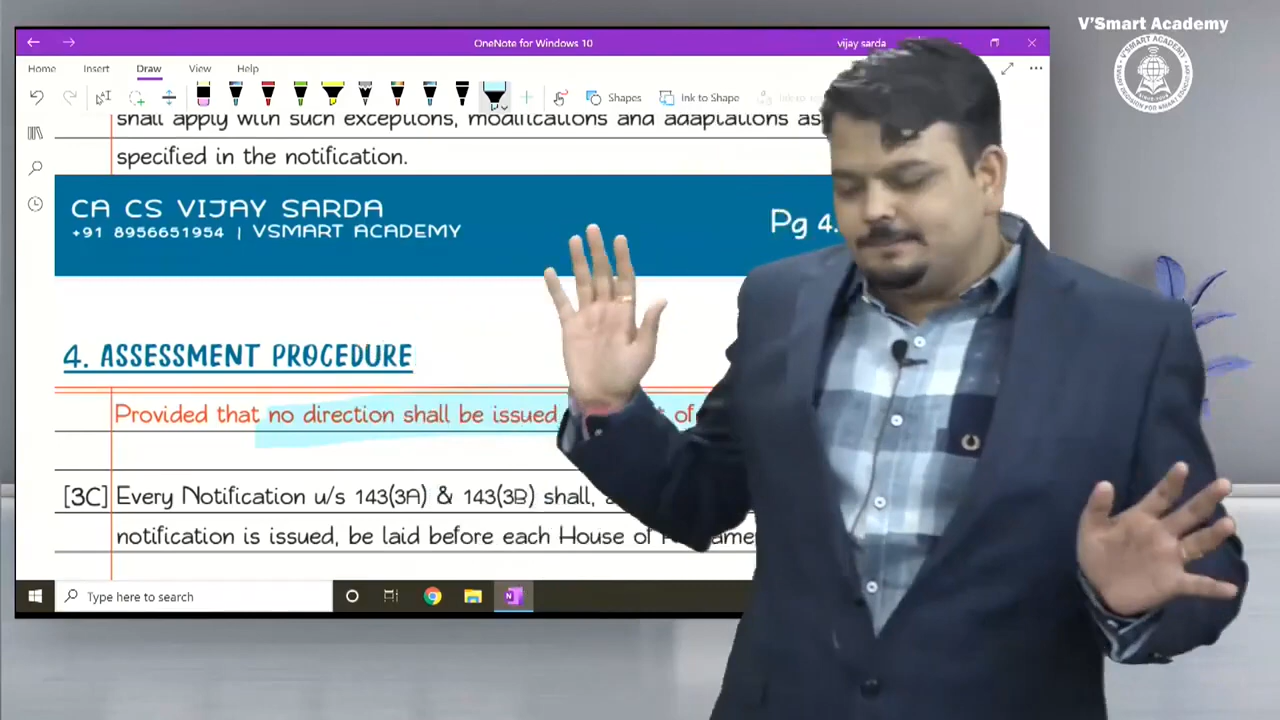 V'Smart Academy
OneNote for Windows 10
vijay sarda
Home Insert Draw View Help
Shapes Ink to Shape Ink to
shall apply with such exceptions, modifications and adaptations as
specified in the notification.
CA CS VIJAY SARDA
+91 8956651954 | VSMART ACADEMY
Pg 4.
4. ASSESSMENT PROCEDURE
Provided that no direction shall be issued of
[3C] Every Notification u/s 143(3A) & 143(3B) shall,
notification is issued, be laid before each House of
Type here to search